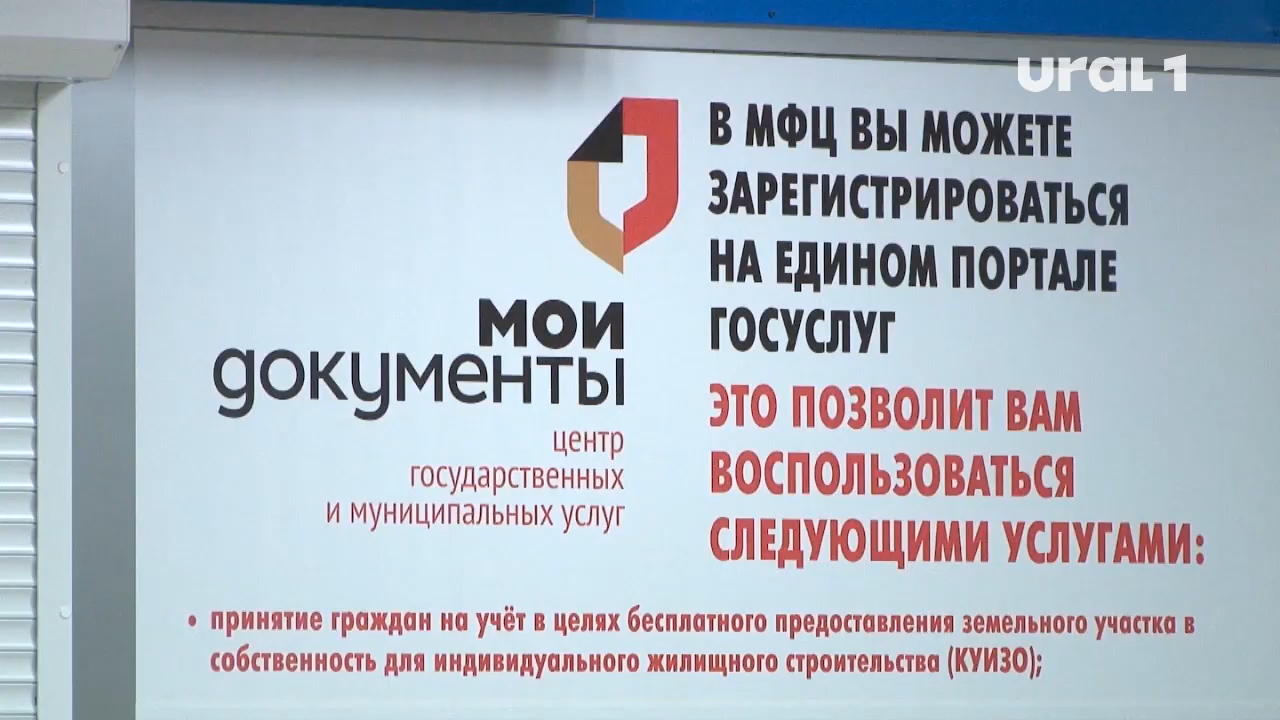 ural 1
мои
документы
центр
государственных
и муниципальных услуг
В МФЦ ВЫ МОЖЕТЕ
ЗАРЕГИСТРИРОВАТЬСЯ
НА ЕДИНОМ ПОРТАЛЕ
ГОСУСЛУГ
ЭТО ПОЗВОЛИТ ВАМ
ВОСПОЛЬЗОВАТЬСЯ
СЛЕДУЮЩИМИ УСЛУГАМИ:
• принятие граждан на учёт в целях бесплатного предоставления земельного участка в
собственность для индивидуального жилищного строительства (КУИЗО);